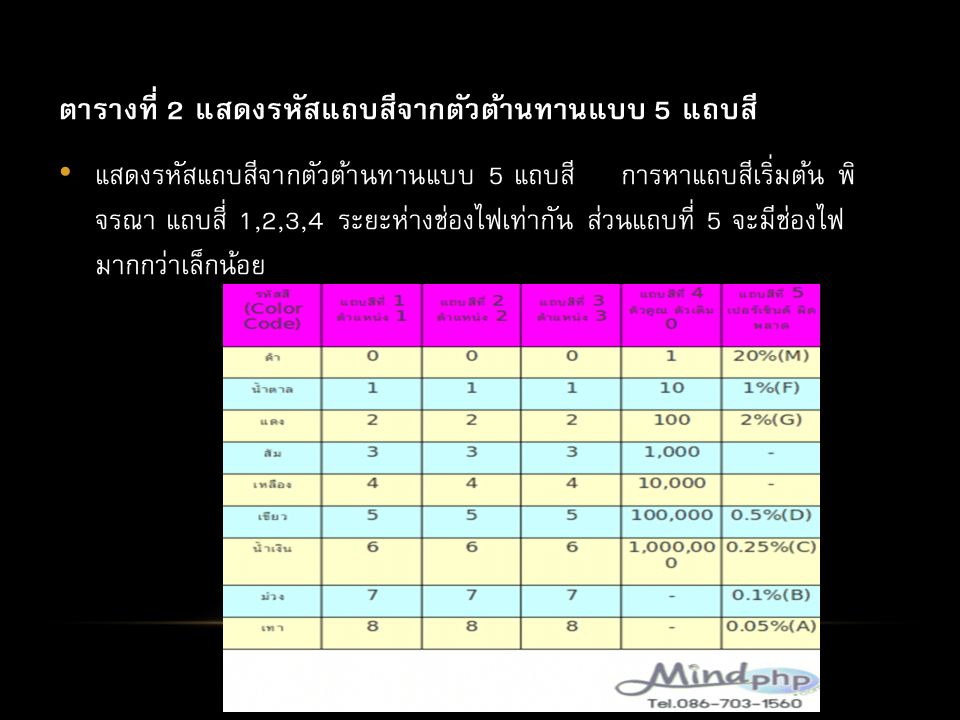 ตารางที่ 2 แสดงรหัสแถบสีจากตัวต้านทานแบบ 5 แถบสี
• แสดงรหัสแถบสีจากตัวต้านทานแบบ 5 แถบสี การหาแถบสีเริ่มต้น พิ
จรณา แถบสี่ 1,2,3,4 ระยะห่างช่องไฟเท่ากัน ส่วนแถบที่ 5 จะมีช่องไฟ
มากกว่าเล็กน้อย
รหัสสี (Color Code) แถบสีที่ 1 ตำแหน่ง 1 แถบสีที่ 2 ตำแหน่ง 2 แถบสีที่ 3 ตำแหน่ง 3 แถบสีที่ 4 ตัวคูณ ตัวเติม 0 แถบสีที่ 5 เปอร์เซ็นต์ ผิดพลาด
ดำ 0 0 0 1 20%(M)
น้ำตาล 1 1 1 10 1%(F)
แดง 2 2 2 100 2%(G)
ส้ม 3 3 3 1,000 -
เหลือง 4 4 4 10,000 -
เขียว 5 5 5 100,000 0.5%(D)
น้ำเงิน 6 6 6 1,000,000 0.25%(C)
ม่วง 7 7 7 - 0.1%(B)
เทา 8 8 8 - 0.05%(A)
Mindphp
Tel.086-703-1560